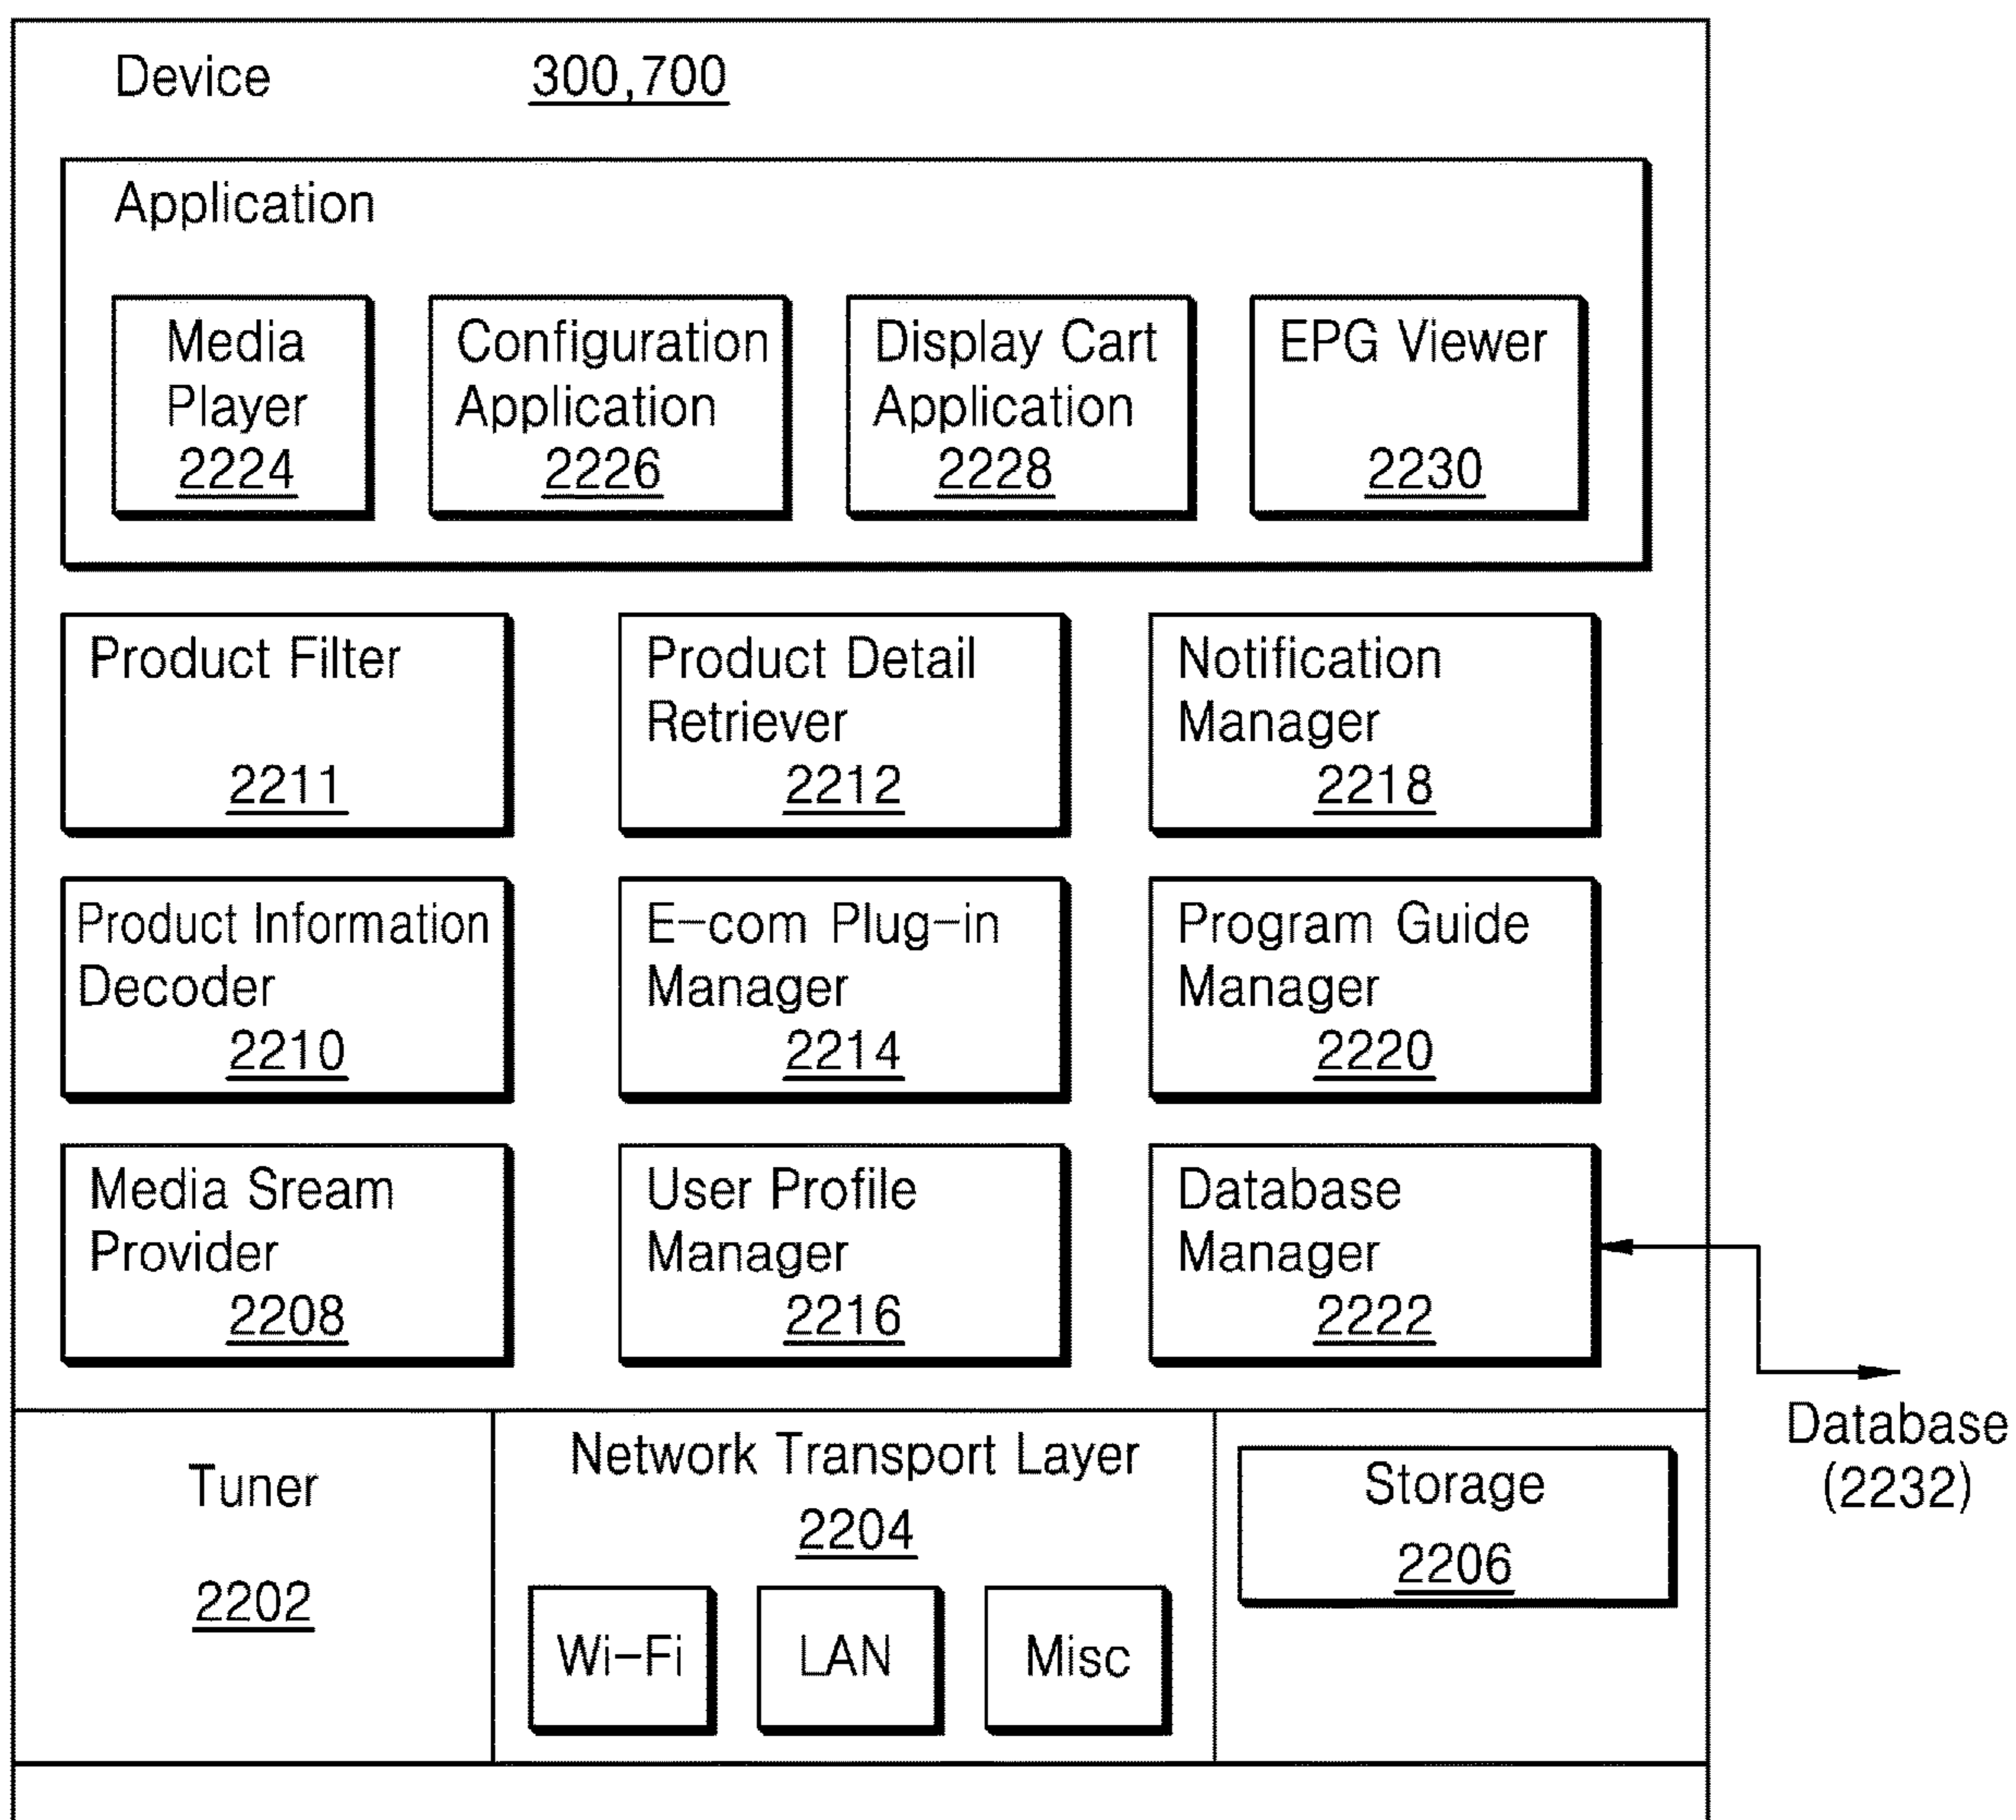 Device 300,700
Application
Media
Player
2224
Configuration
Application
2226
Display Cart
Application
2228
EPG Viewer
2230
Product Filter
2211
Product Detail
Retriever
2212
Notification
Manager
2218
Product Information
Decoder
2210
E-com Plug-in
Manager
2214
Program Guide
Manager
2220
Media Sream
Provider
2208
User Profile
Manager
2216
Database
Manager
2222
Database
(2232)
Tuner
2202
Network Transport Layer
2204
Wi-Fi
LAN
Misc
Storage
2206